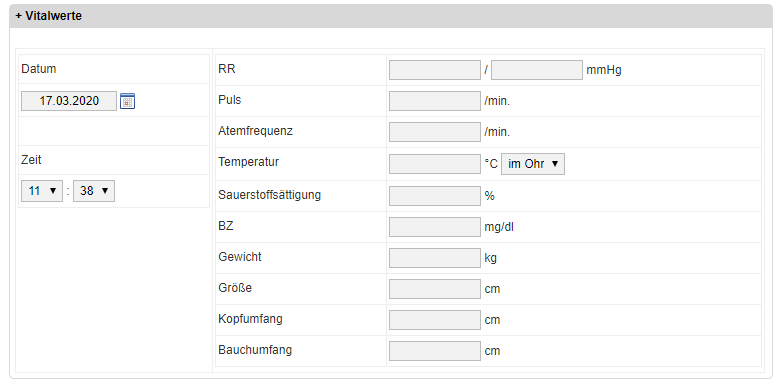 + Vitalwerte
Datum
17.03.2020
Zeit
11 : 38
RR / mmHg
Puls /min.
Atemfrequenz /min.
Temperatur °C im Ohr
Sauerstoffsättigung %
BZ mg/dl
Gewicht kg
Größe cm
Kopfumfang cm
Bauchumfang cm